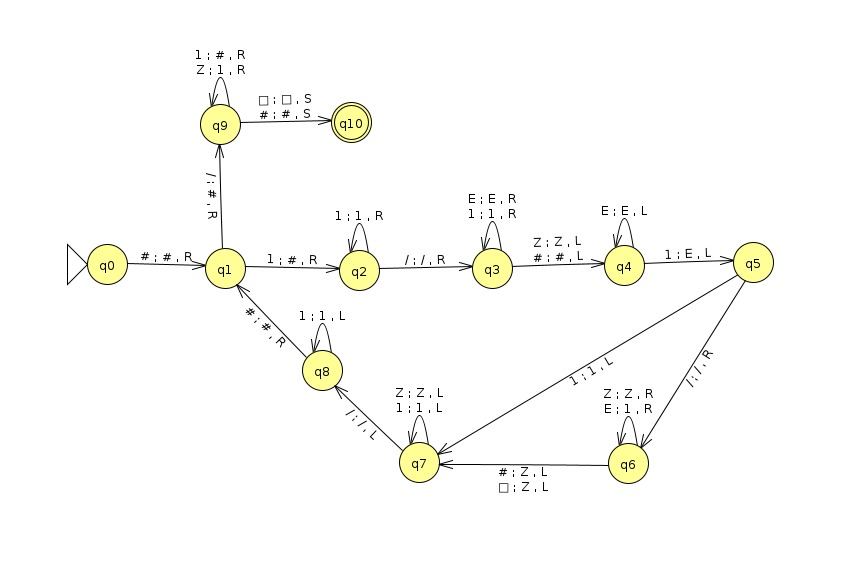 1 ; # , R
Z ; 1 , R
q9
□ ; □ , S
# ; # , S
q10
/ ; # , R
q0
# ; # , R
q1
1 ; # , R
1 ; 1 , R
q2
/ ; / , R
E ; E , R
1 ; 1 , R
q3
Z ; Z , L
# ; # , L
E ; E , L
q4
1 ; E , L
q5
# ; # , R
1 ; 1 , L
q8
/ ; / , L
Z ; Z , L
1 ; 1 , L
q7
1 ; 1 , L
/ ; / , R
Z ; Z , R
E ; 1 , R
q6
# ; Z , L
□ ; Z , L